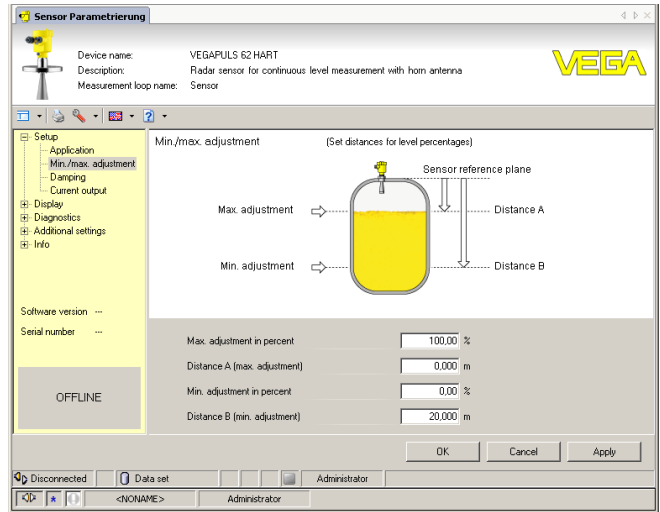 Sensor Parametrierung
Device name: VEGAPULS 62 HART
Description: Radar sensor for continuous level measurement with horn antenna
Measurement loop name: Sensor
VEGA
Setup
Application
Min./max. adjustment
Damping
Current output
Display
Diagnostics
Additional settings
Info
Software version ---
Serial number ---
OFFLINE
Min./max. adjustment (Set distances for level percentages)
Sensor reference plane
Max. adjustment Distance A
Min. adjustment Distance B
Max. adjustment in percent 100,00 %
Distance A (max. adjustment) 0,000 m
Min. adjustment in percent 0,00 %
Distance B (min. adjustment) 20,000 m
OK Cancel Apply
Disconnected Data set Administrator
<NONAME> Administrator